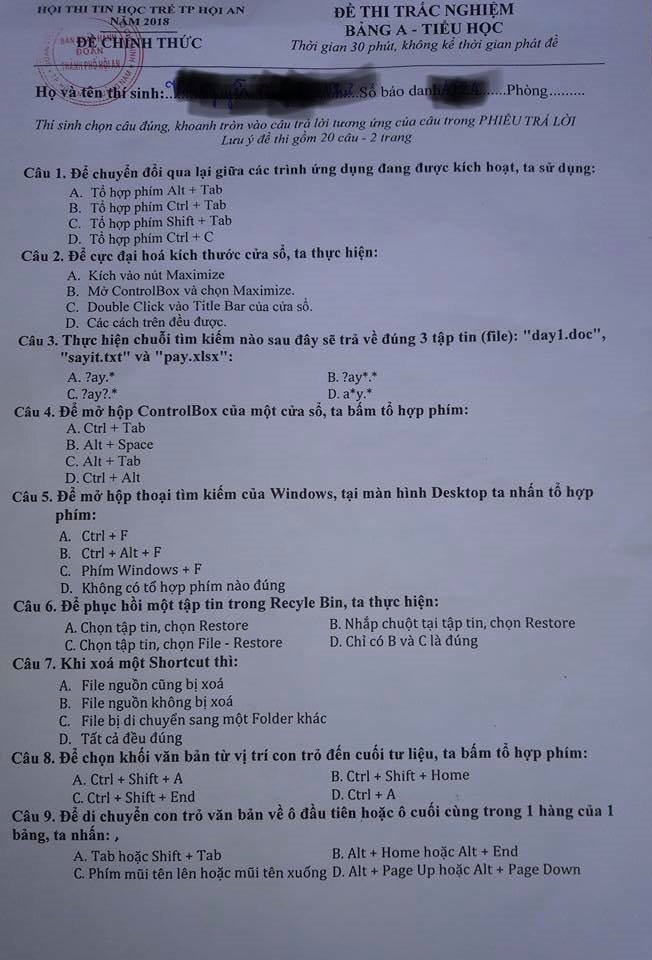 HỘI THI TIN HỌC TRẺ TP HỘI AN
NĂM 2018
ĐỀ CHÍNH THỨC
ĐỀ THI TRẮC NGHIỆM
BẢNG A - TIỂU HỌC
Thời gian 30 phút, không kể thời gian phát đề
BAN HÀNH
ĐOÀN
THÀNH PHỐ HỘI AN
Họ và tên thí sinh:..........Số báo danh..........Phòng.........
Thí sinh chọn câu đúng, khoanh tròn vào câu trả lời tương ứng của câu trong PHIẾU TRẢ LỜI
Lưu ý đề thi gồm 20 câu - 2 trang
Câu 1. Để chuyển đổi qua lại giữa các trình ứng dụng đang được kích hoạt, ta sử dụng:
A. Tổ hợp phím Alt + Tab
B. Tổ hợp phím Ctrl + Tab
C. Tổ hợp phím Shift + Tab
D. Tổ hợp phím Ctrl + C
Câu 2. Để cực đại hoá kích thước cửa sổ, ta thực hiện:
A. Kích vào nút Maximize
B. Mở ControlBox và chọn Maximize.
C. Double Click vào Title Bar của cửa sổ.
D. Các cách trên đều được.
Câu 3. Thực hiện chuỗi tìm kiếm nào sau đây sẽ trả về đúng 3 tập tin (file): "day1.doc",
"sayit.txt" và "pay.xlsx":
A. ?ay.* B. ?ay*.*
C. ?ay?.* D. a*y.*
Câu 4. Để mở hộp ControlBox của một cửa sổ, ta bấm tổ hợp phím:
A. Ctrl + Tab
B. Alt + Space
C. Alt + Tab
D. Ctrl + Alt
Câu 5. Để mở hộp thoại tìm kiếm của Windows, tại màn hình Desktop ta nhấn tổ hợp
phím:
A. Ctrl + F
B. Ctrl + Alt + F
C. Phím Windows + F
D. Không có tổ hợp phím nào đúng
Câu 6. Để phục hồi một tập tin trong Recyle Bin, ta thực hiện:
A. Chọn tập tin, chọn Restore B. Nhắp chuột tại tập tin, chọn Restore
C. Chọn tập tin, chọn File - Restore D. Chỉ có B và C là đúng
Câu 7. Khi xoá một Shortcut thì:
A. File nguồn cũng bị xoá
B. File nguồn không bị xoá
C. File bị di chuyển sang một Folder khác
D. Tất cả đều đúng
Câu 8. Để chọn khối văn bản từ vị trí con trỏ đến cuối tư liệu, ta bấm tổ hợp phím:
A. Ctrl + Shift + A B. Ctrl + Shift + Home
C. Ctrl + Shift + End D. Ctrl + A
Câu 9. Để di chuyển con trỏ văn bản về ô đầu tiên hoặc ô cuối cùng trong 1 hàng của 1
bảng, ta nhấn: ,
A. Tab hoặc Shift + Tab B. Alt + Home hoặc Alt + End
C. Phím mũi tên lên hoặc mũi tên xuống D. Alt + Page Up hoặc Alt + Page Down